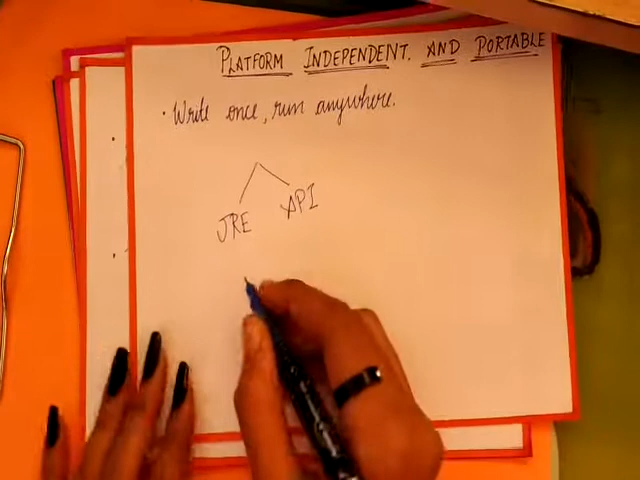 PLATFORM INDEPENDENT. AND PORTABLE
· Write once, run anywhere.
JRE API